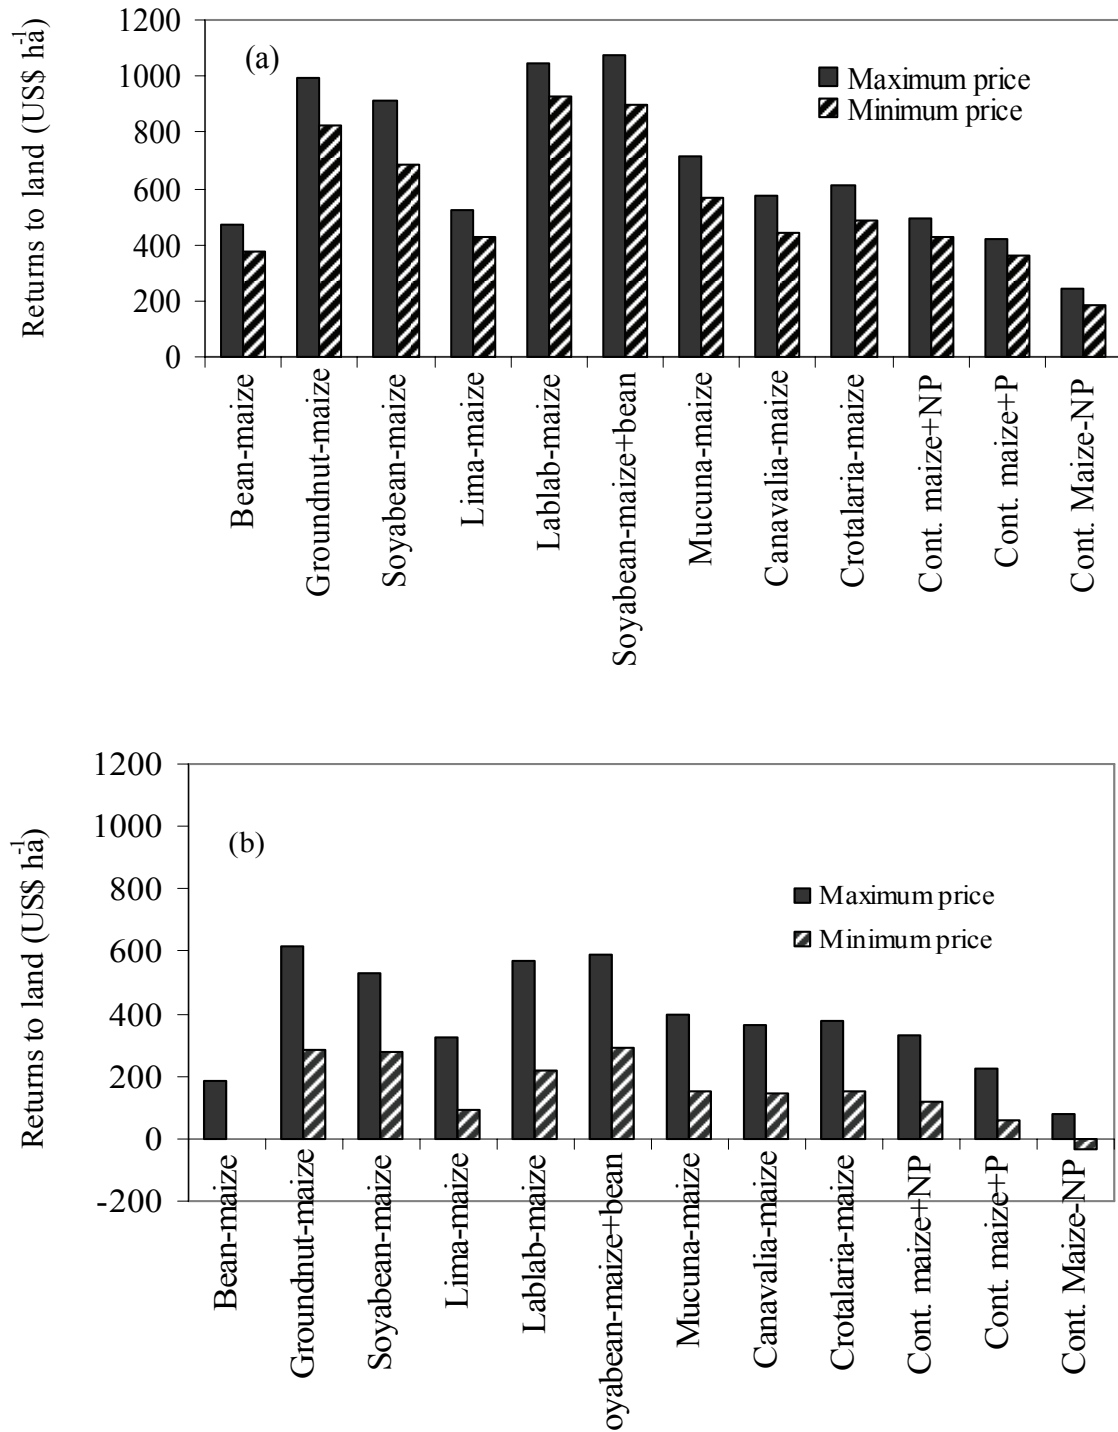 Returns to land (US$ ha-1)
1200
1000
800
600
400
200
0
(a)
Maximum price
Minimum price
Bean-maize
Groundnut-maize
Soyabean-maize
Lima-maize
Lablab-maize
Soyabean-maize+bean
Mucuna-maize
Canavalia-maize
Crotalaria-maize
Cont. maize+NP
Cont. maize+P
Cont. Maize-NP
Returns to land (US$ ha-1)
1200
1000
800
600
400
200
0
-200
(b)
Maximum price
Minimum price
Bean-maize
Groundnut-maize
Soyabean-maize
Lima-maize
Lablab-maize
oyabean-maize+bean
Mucuna-maize
Canavalia-maize
Crotalaria-maize
Cont. maize+NP
Cont. maize+P
Cont. Maize-NP